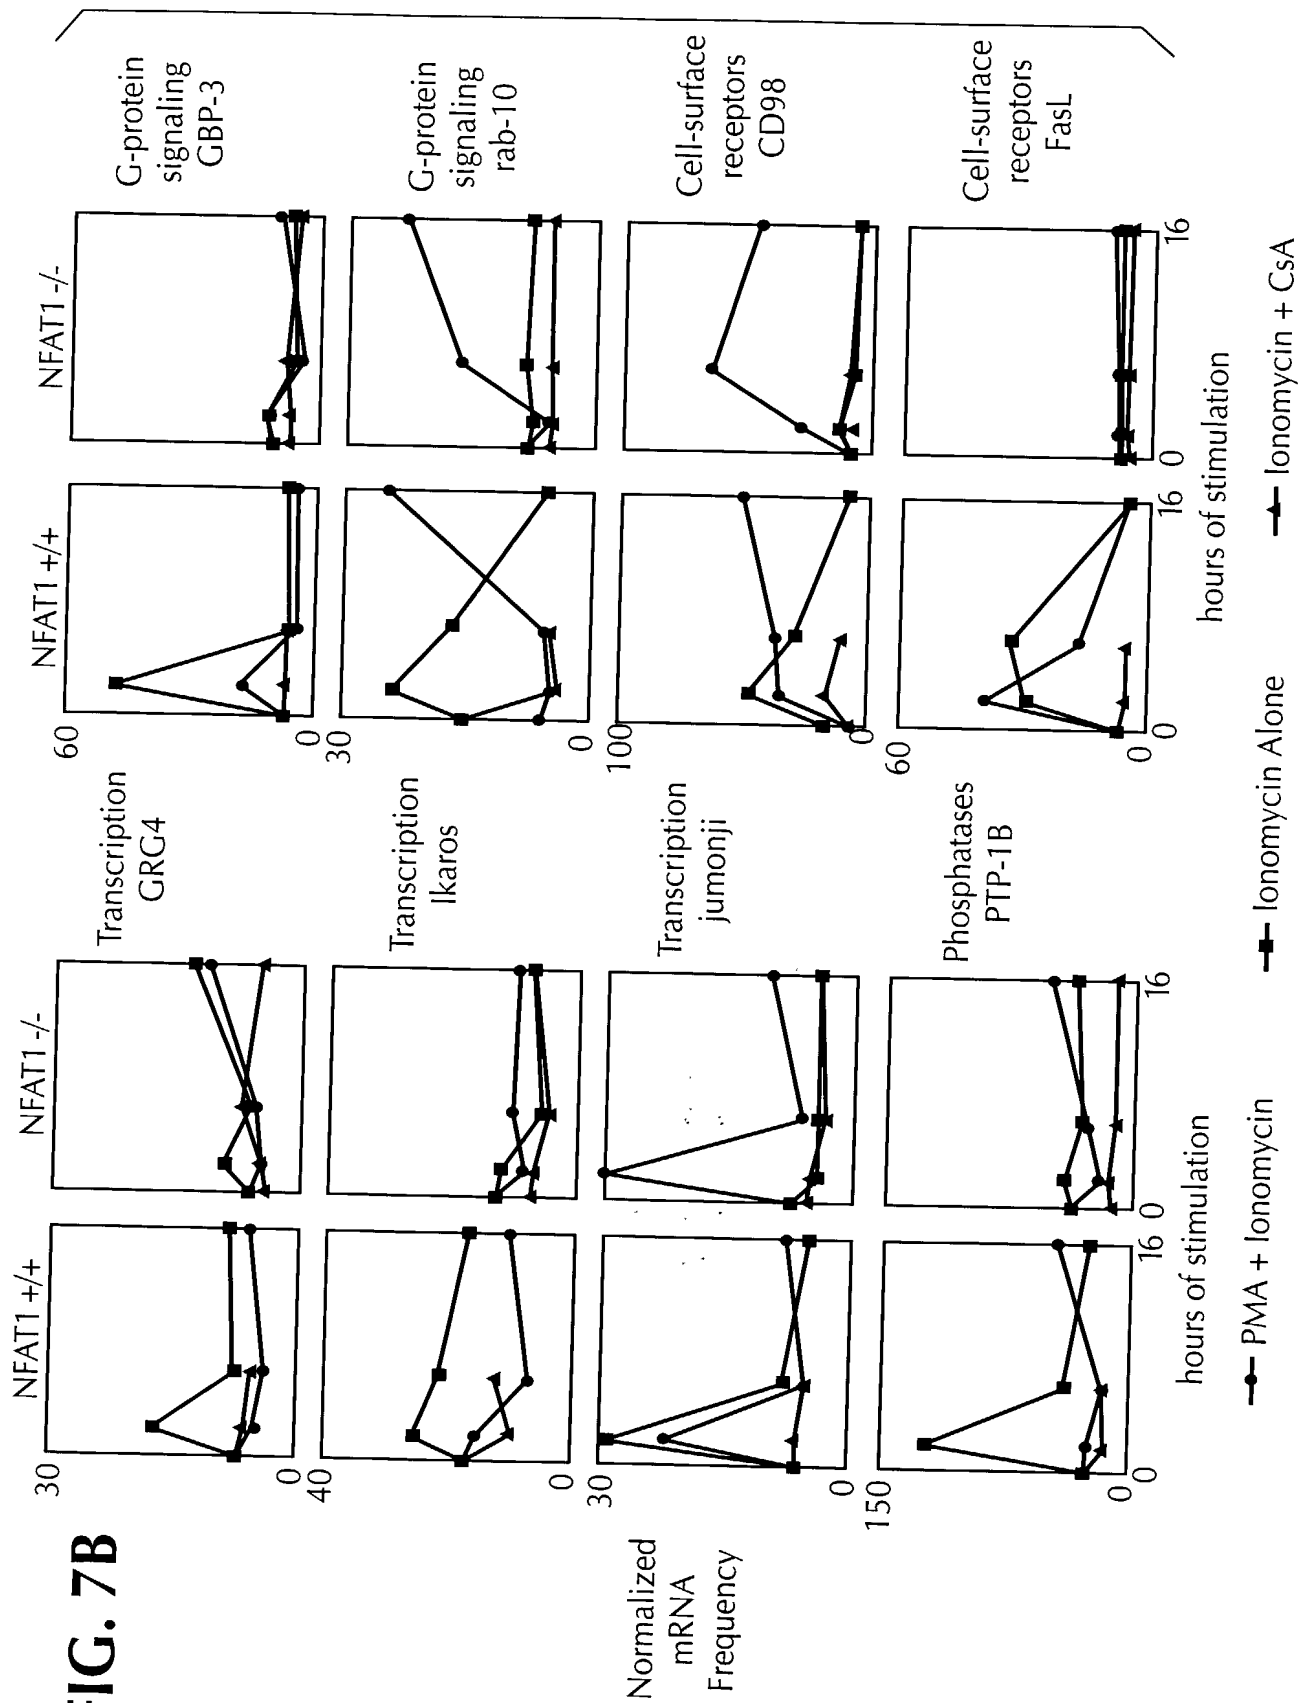 FIG. 7B
NFAT1 +/+
NFAT1 -/-
NFAT1 +/+
NFAT1 -/-
30
0
Transcription
GRG4
60
0
G-protein
signaling
GBP-3
40
0
Transcription
Ikaros
30
0
G-protein
signaling
rab-10
Normalized
mRNA
Frequency
30
0
Transcription
jumonji
100
0
Cell-surface
receptors
CD98
150
0
Phosphatases
PTP-1B
60
0
Cell-surface
receptors
FasL
0
16
0
16
0
16
0
16
hours of stimulation
hours of stimulation
PMA + Ionomycin
Ionomycin Alone
Ionomycin + CsA